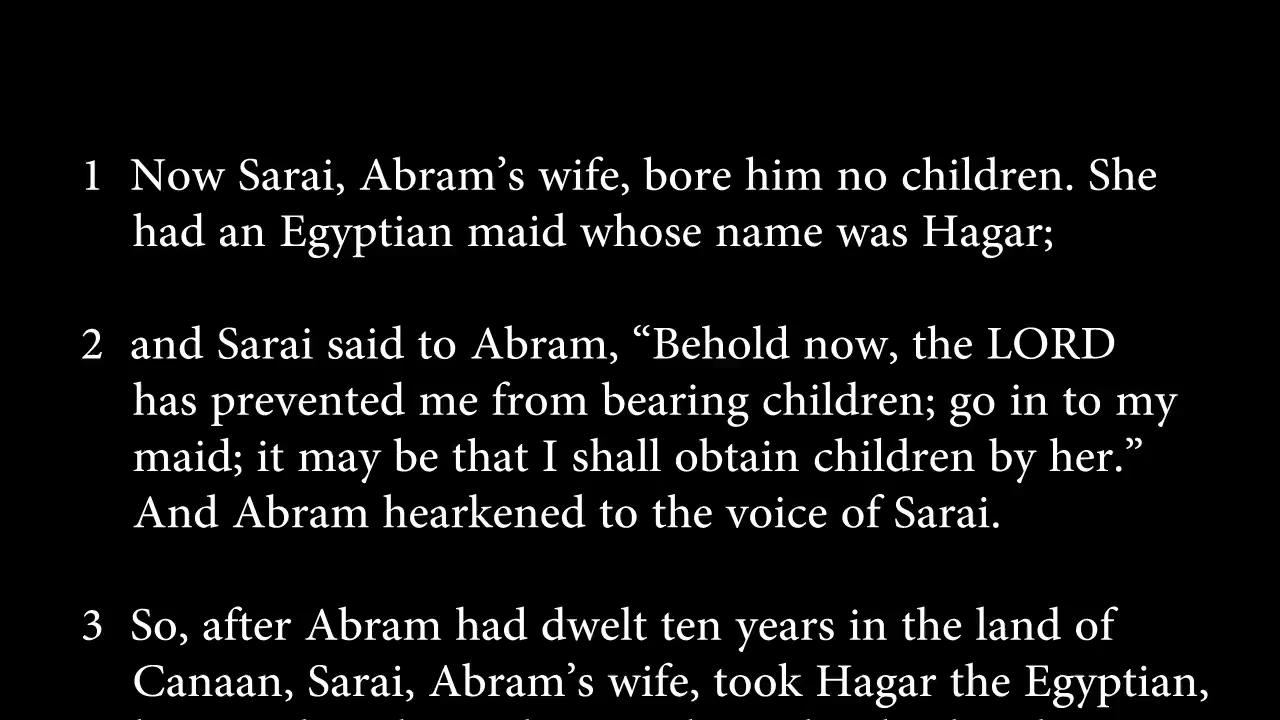 1 Now Sarai, Abram’s wife, bore him no children. She
had an Egyptian maid whose name was Hagar;
2 and Sarai said to Abram, “Behold now, the LORD
has prevented me from bearing children; go in to my
maid; it may be that I shall obtain children by her.”
And Abram hearkened to the voice of Sarai.
3 So, after Abram had dwelt ten years in the land of
Canaan, Sarai, Abram’s wife, took Hagar the Egyptian,